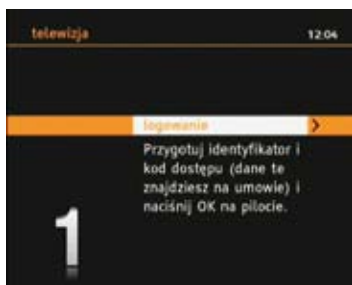 telewizja 12:04
logowanie >
Przygotuj identyfikator i
kod dostępu (dane te
znajdziesz na umowie) i
naciśnij OK na pilocie.
1